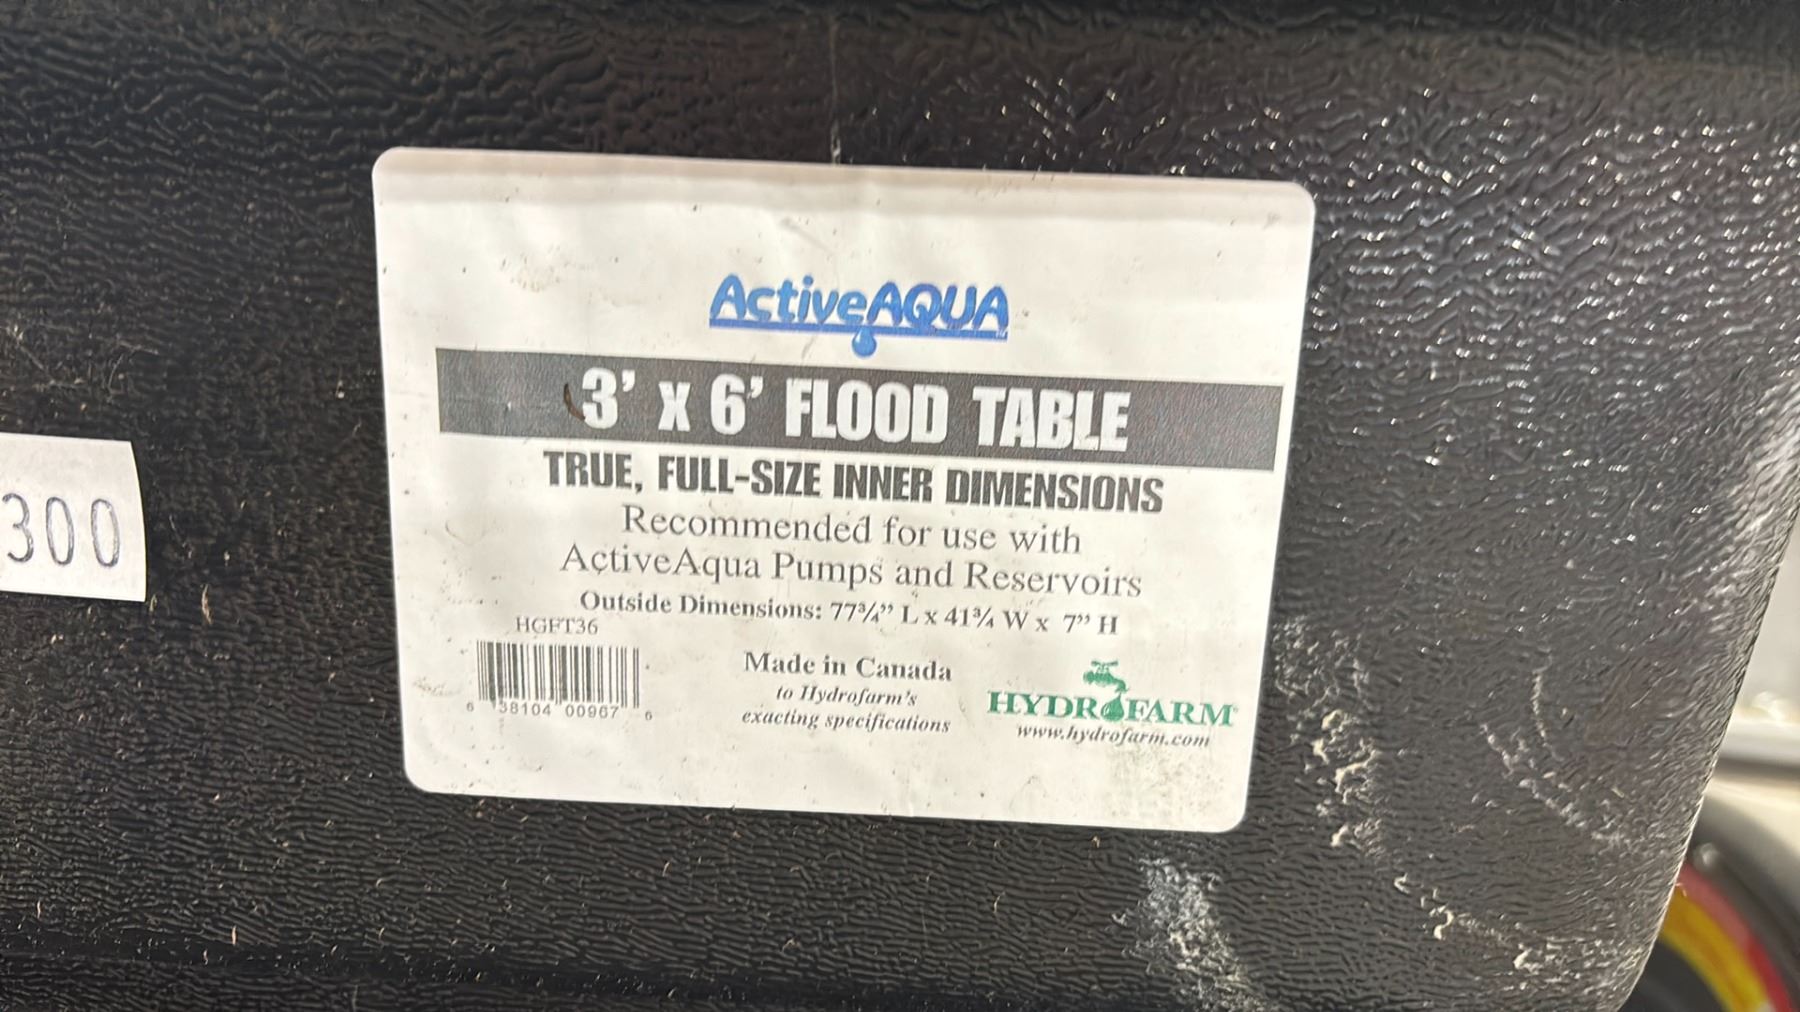 ActiveAQUA
3’ X 6’ FLOOD TABLE
TRUE, FULL-SIZE INNER DIMENSIONS
Recommended for use with
ActiveAqua Pumps and Reservoirs
Outside Dimensions: 77¾” L x 41¾ W x 7” H
HGFT36
6 38104 00967 6
Made in Canada
to Hydrofarm’s
exacting specifications
HYDROFARM
www.hydrofarm.com
300